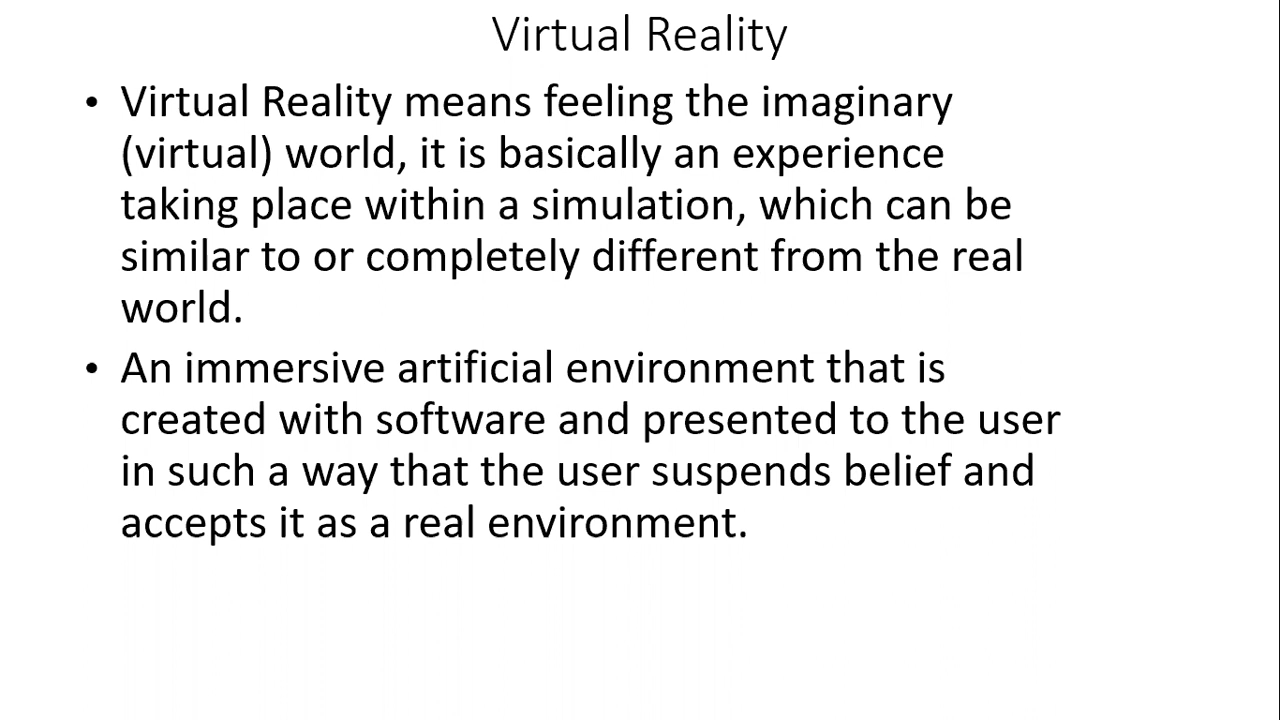 Virtual Reality
• Virtual Reality means feeling the imaginary
(virtual) world, it is basically an experience
taking place within a simulation, which can be
similar to or completely different from the real
world.
• An immersive artificial environment that is
created with software and presented to the user
in such a way that the user suspends belief and
accepts it as a real environment.